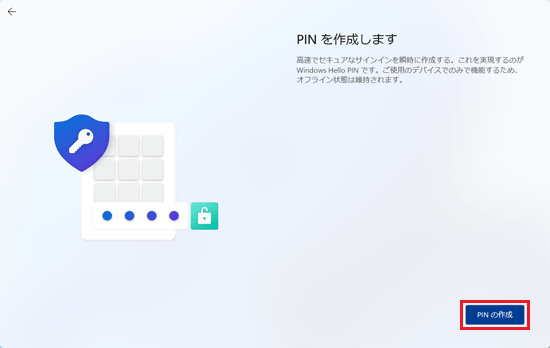 PIN を作成します
高速でセキュアなサインインを瞬時に作成する。これを実現するのが
Windows Hello PIN です。ご使用のデバイスでのみで機能するため、
オフライン状態は維持されます。
PIN の作成